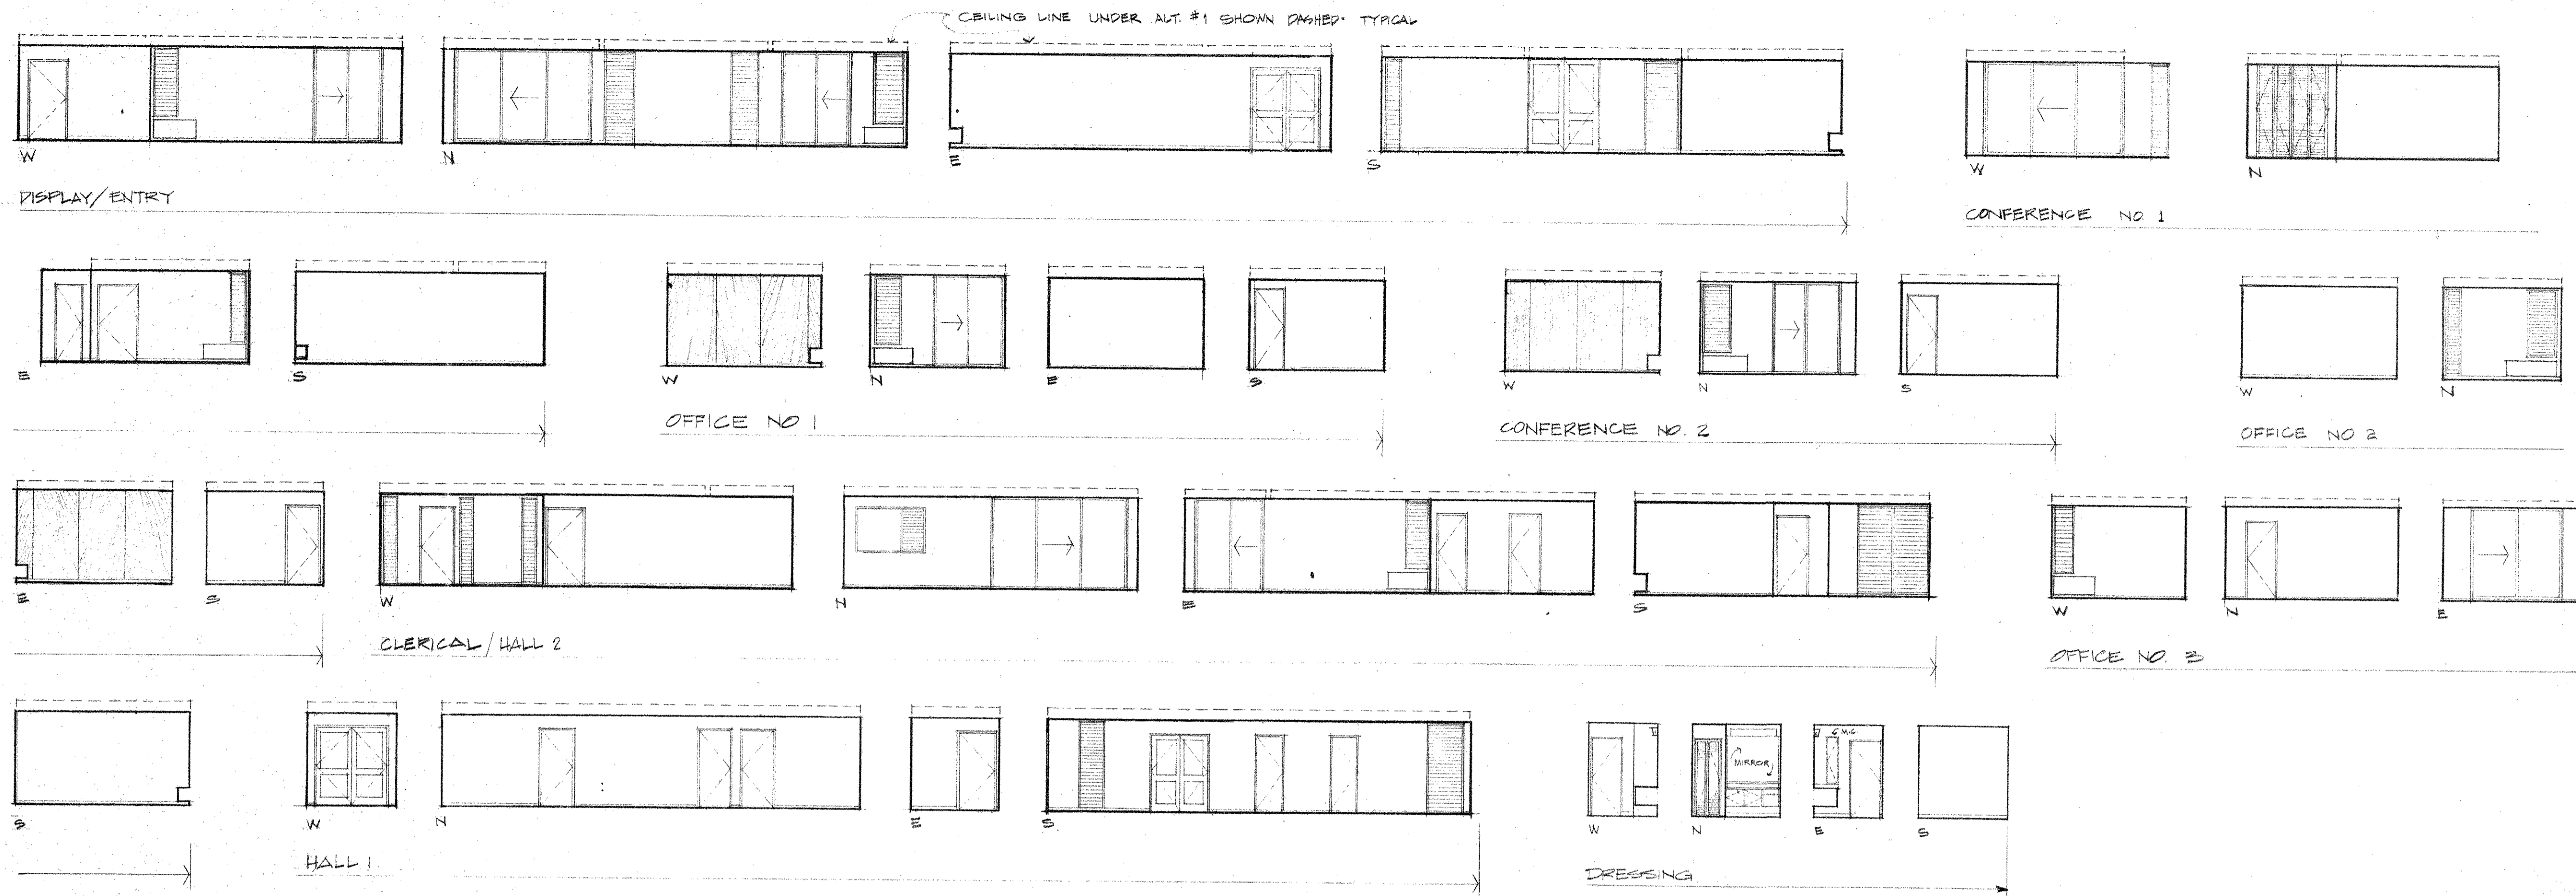 CEILING LINE UNDER ALT. #1 SHOWN DASHED. TYPICAL
W
N
E
S
W
N
DISPLAY/ENTRY
CONFERENCE NO. 1
E
S
W
N
E
S
W
N
S
W
N
OFFICE NO 1
CONFERENCE NO. 2
OFFICE NO 2
E
S
W
N
E
S
W
N
E
CLERICAL/HALL 2
OFFICE NO. 3
MIRROR
M.C.
S
W
N
E
S
W
N
E
S
HALL 1
DRESSING